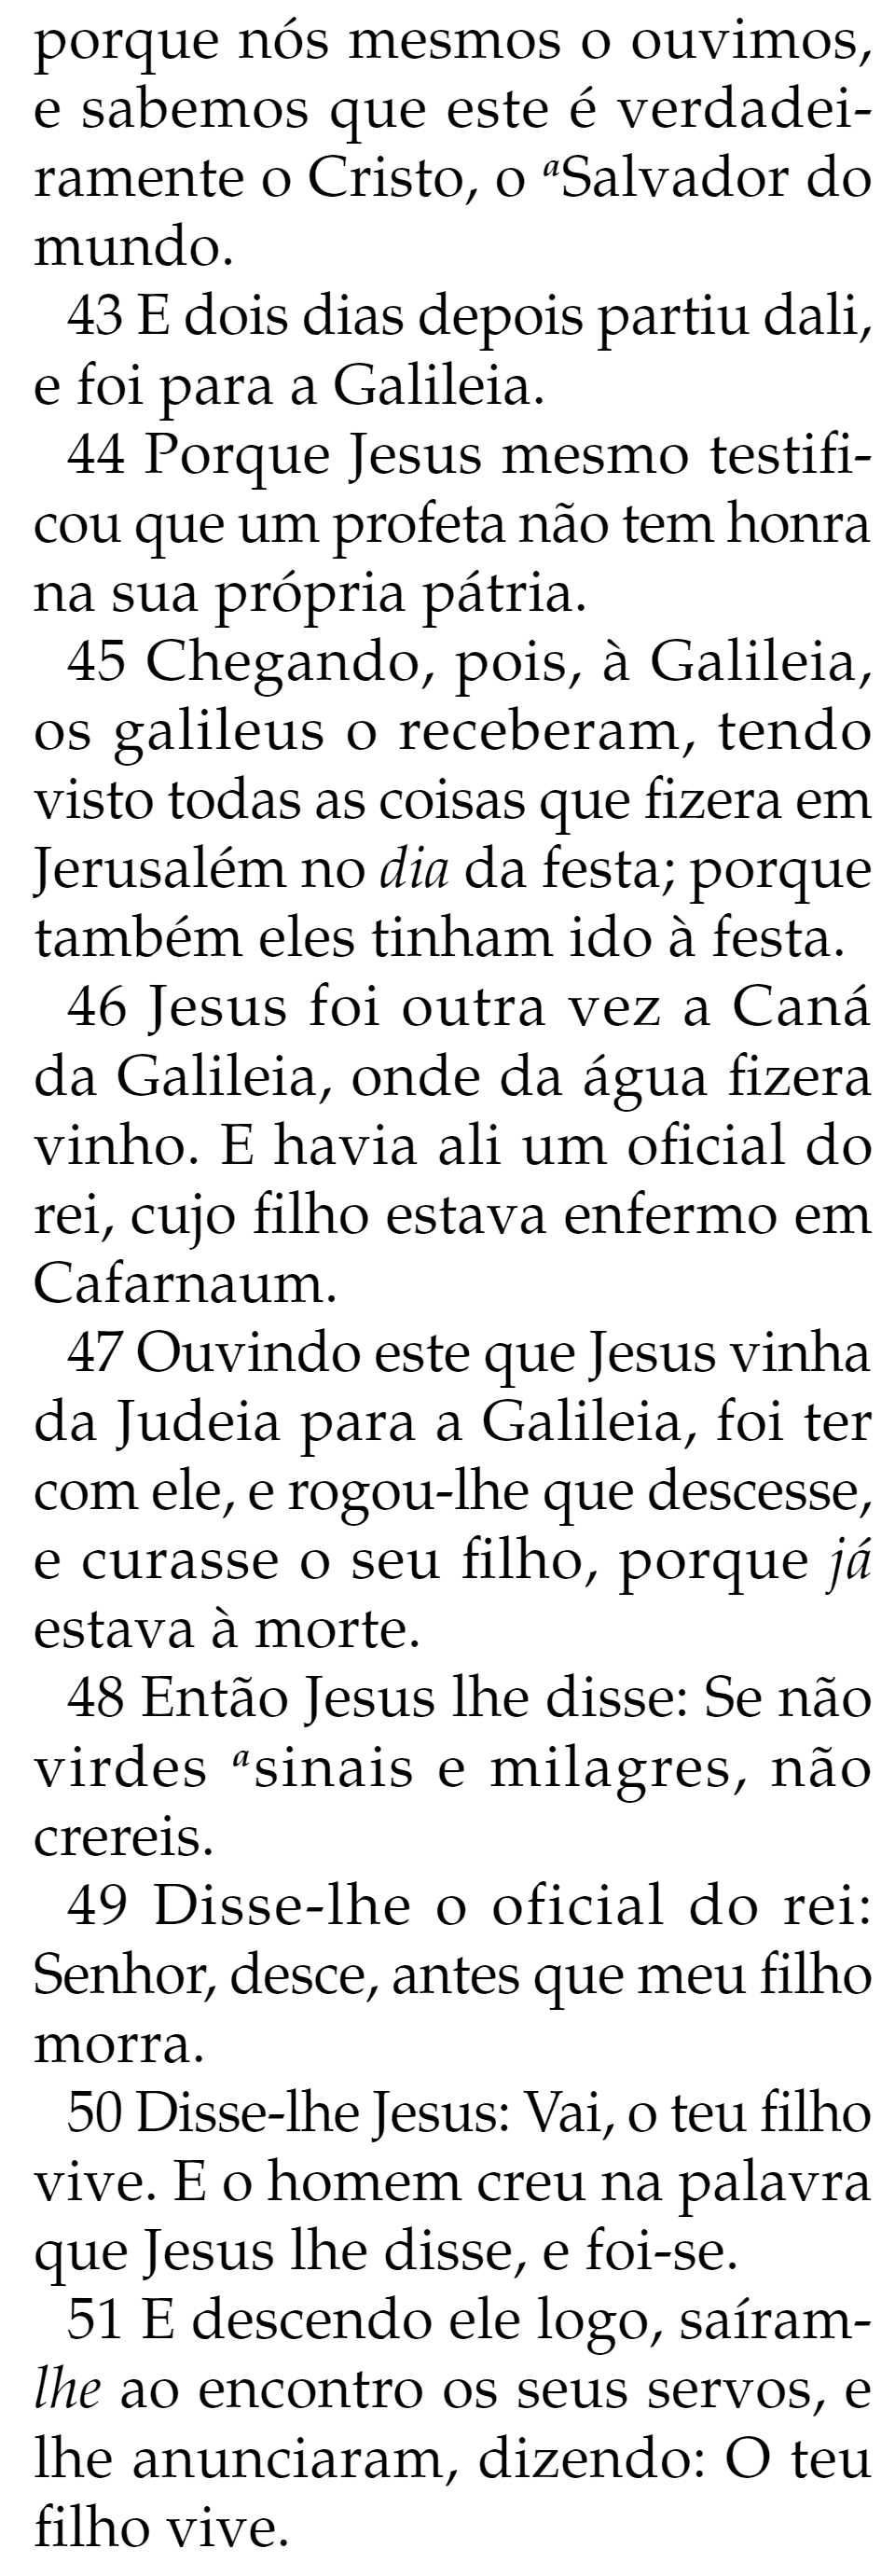 porque nós mesmos o ouvimos,
e sabemos que este é verdadei-
ramente o Cristo, o ᵃSalvador do
mundo.
43 E dois dias depois partiu dali,
e foi para a Galileia.
44 Porque Jesus mesmo testifi-
cou que um profeta não tem honra
na sua própria pátria.
45 Chegando, pois, à Galileia,
os galileus o receberam, tendo
visto todas as coisas que fizera em
Jerusalém no dia da festa; porque
também eles tinham ido à festa.
46 Jesus foi outra vez a Caná
da Galileia, onde da água fizera
vinho. E havia ali um oficial do
rei, cujo filho estava enfermo em
Cafarnaum.
47 Ouvindo este que Jesus vinha
da Judeia para a Galileia, foi ter
com ele, e rogou-lhe que descesse,
e curasse o seu filho, porque já
estava à morte.
48 Então Jesus lhe disse: Se não
virdes ᵃsinais e milagres, não
crereis.
49 Disse-lhe o oficial do rei:
Senhor, desce, antes que meu filho
morra.
50 Disse-lhe Jesus: Vai, o teu filho
vive. E o homem creu na palavra
que Jesus lhe disse, e foi-se.
51 E descendo ele logo, saíram-
lhe ao encontro os seus servos, e
lhe anunciaram, dizendo: O teu
filho vive.